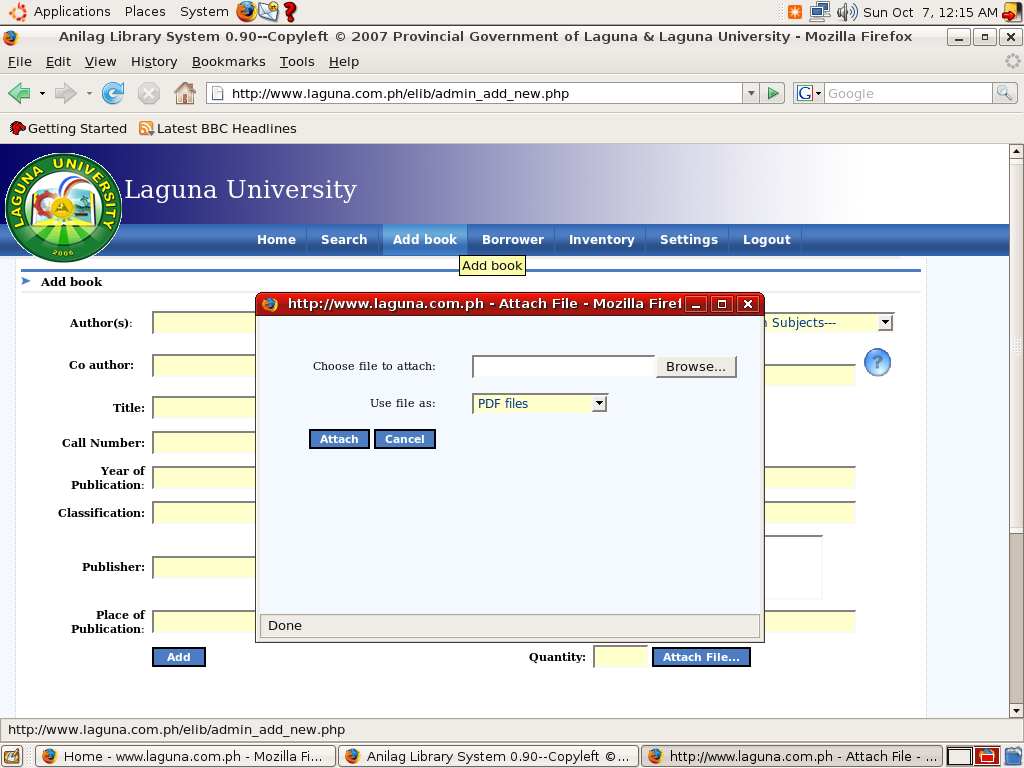 Applications Places System
Sun Oct 7, 12:15 AM
Anilag Library System 0.90--Copyleft © 2007 Provincial Government of Laguna & Laguna University - Mozilla Firefox
File Edit View History Bookmarks Tools Help
http://www.laguna.com.ph/elib/admin_add_new.php
G Google
Getting Started Latest BBC Headlines
LAGUNA UNIVERSITY
2006
Laguna University
Home Search Add book Borrower Inventory Settings Logout
Add book
Add book
http://www.laguna.com.ph - Attach File - Mozilla Firef
Author(s):
Subjects---
Choose file to attach: Browse...
Co author:
?
Use file as: PDF files
Title:
Attach Cancel
Call Number:
Year of
Publication:
Classification:
Publisher:
Place of
Publication:
Done
Add Quantity: Attach File...
http://www.laguna.com.ph/elib/admin_add_new.php
Home - www.laguna.com.ph - Mozilla Fi... Anilag Library System 0.90--Copyleft ©... http://www.laguna.com.ph - Attach File - ...